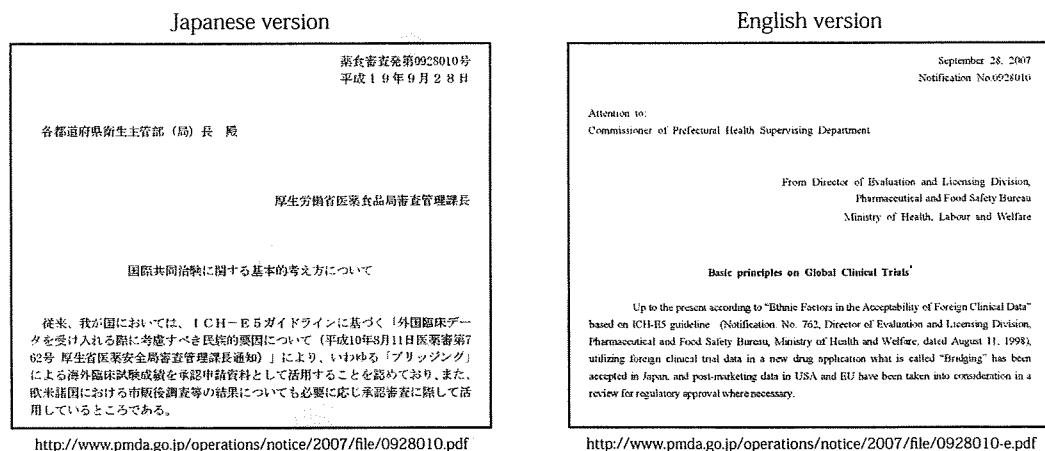 Japanese version
薬食審査発第0928010号
平成19年9月28日
各都道府県衛生主管部(局)長 殿
厚生労働省医薬食品局審査管理課長
国際共同治験に関する基本的考え方について
従来、我が国においては、ICH-E5ガイドラインに基づく「外国臨床デー
タを受け入れる際に考慮すべき民族的要因について(平成10年8月11日医薬審第7
62号 厚生省医薬安全局審査管理課長通知)」により、いわゆる「ブリッジング」
による海外臨床試験成績を承認申請資料として活用することを認めており、また、
欧米諸国における市販後調査等の結果についても必要に応じ承認審査に際して活
用しているところである。
http://www.pmda.go.jp/operations/notice/2007/file/0928010.pdf
English version
September 28, 2007
Notification No.0928010
Attention to:
Commissioner of Prefectural Health Supervising Department
From Director of Evaluation and Licensing Division,
Pharmaceutical and Food Safety Bureau
Ministry of Health, Labour and Welfare
Basic principles on Global Clinical Trials*
Up to the present according to "Ethnic Factors in the Acceptability of Foreign Clinical Data"
based on ICH-E5 guideline (Notification. No. 762, Director of Evaluation and Licensing Division,
Pharmaceutical and Food Safety Bureau, Ministry of Health and Welfare, dated August 11, 1998),
utilizing foreign clinical trial data in a new drug application what is called "Bridging" has been
accepted in Japan, and post-marketing data in USA and EU have been taken into consideration in a
review for regulatory approval where necessary.
http://www.pmda.go.jp/operations/notice/2007/file/0928010-e.pdf